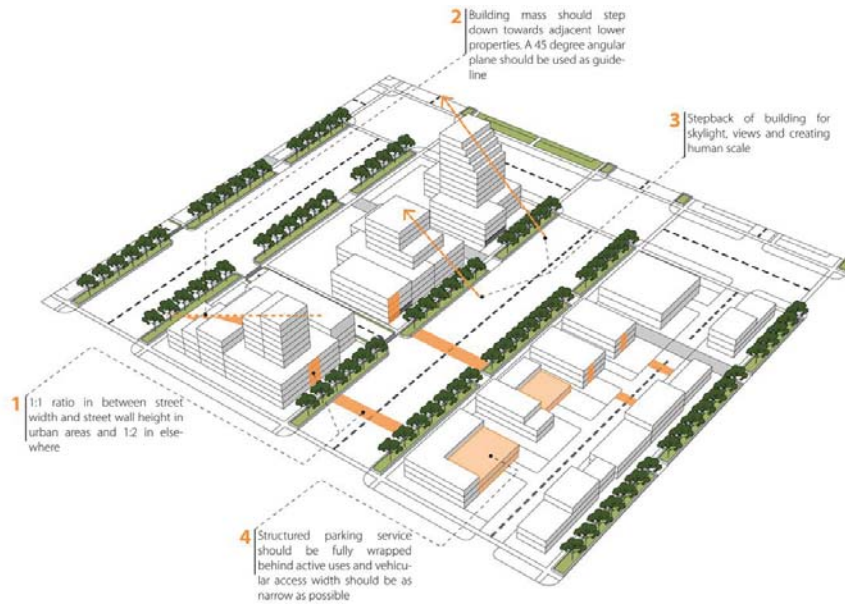 2
Building mass should step
down towards adjacent lower
properties. A 45 degree angular
plane should be used as guide-
line
3
Stepback of building for
skylight, views and creating
human scale
1
1:1 ratio in between street
width and street wall height in
urban areas and 1:2 in else-
where
4
Structured parking service
should be fully wrapped
behind active uses and vehic-
ular access width should be as
narrow as possible